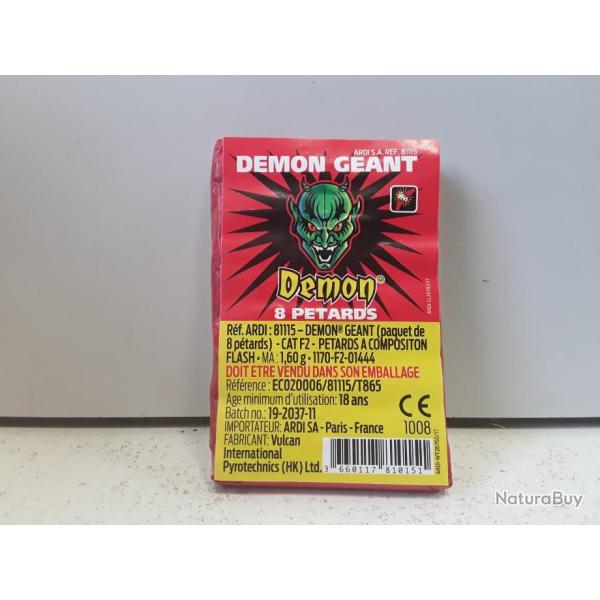 ARDI S.A. REF. 81115
DEMON GEANT
Demon®
8 PETARDS
Réf. ARDI : 81115 – DEMON® GEANT (paquet de
8 pétards) - CAT F2 - PETARDS A COMPOSITON
FLASH • MA : 1,60 g • 1170-F2-01444
DOIT ETRE VENDU DANS SON EMBALLAGE
Référence : EC020006/81115/T865
Age minimum d'utilisation: 18 ans
Batch no.: 19-2037-11
IMPORTATEUR: ARDI SA - Paris - France
FABRICANT: Vulcan
International
Pyrotechnics (HK) Ltd.
CE
1008
3 660117 810151
NaturaBuy